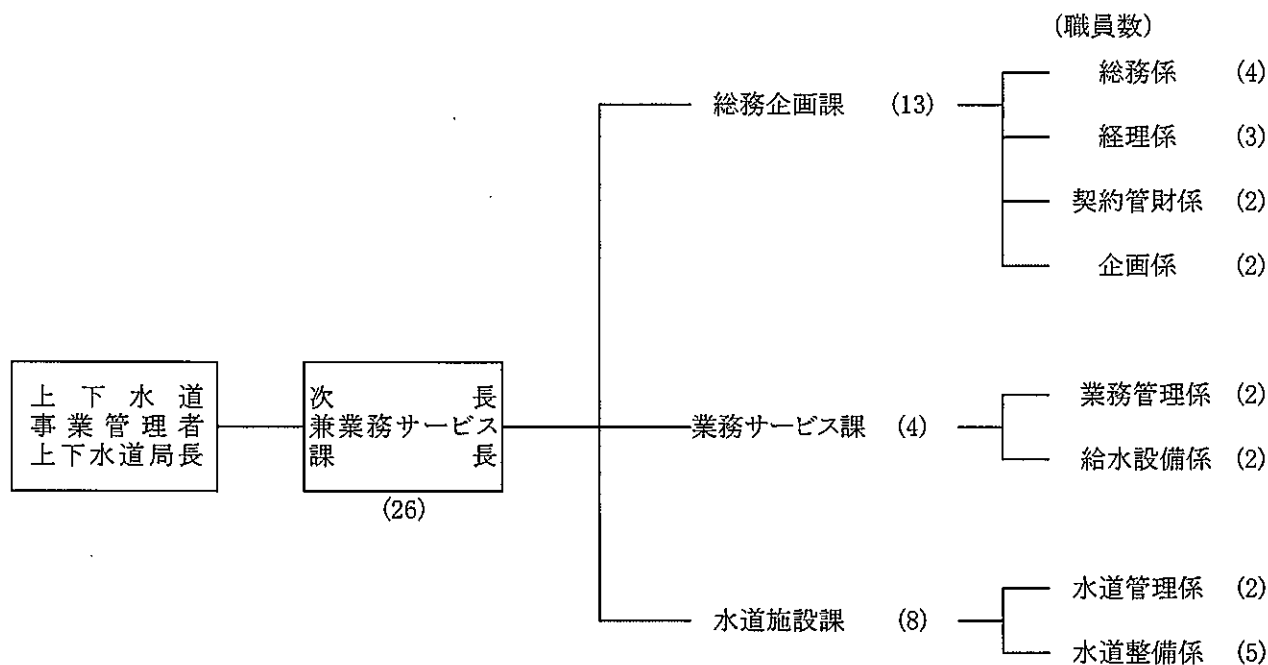 (職員数)
総務係 (4)
総務企画課 (13)
経理係 (3)
契約管財係 (2)
企画係 (2)
上下水道
事業管理者
上下水道局長
次長
兼業務サービス
課長
(26)
業務サービス課 (4)
業務管理係 (2)
給水設備係 (2)
水道施設課 (8)
水道管理係 (2)
水道整備係 (5)